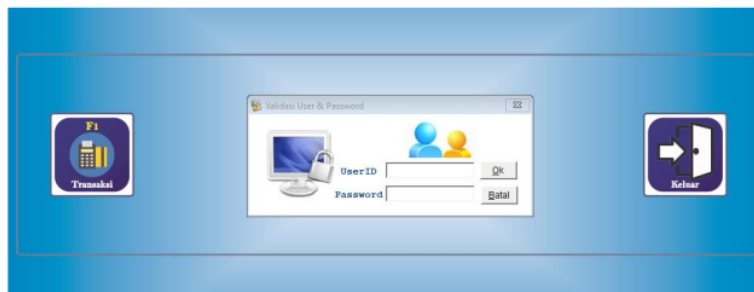 Validasi User & Password
F1
Transaksi
UserID
Ok
Password
Batal
Keluar